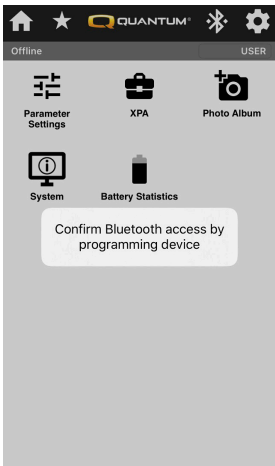 QUANTUM®
Offline
USER
Parameter
Settings
XPA
Photo Album
System
Battery Statistics
Confirm Bluetooth access by
programming device